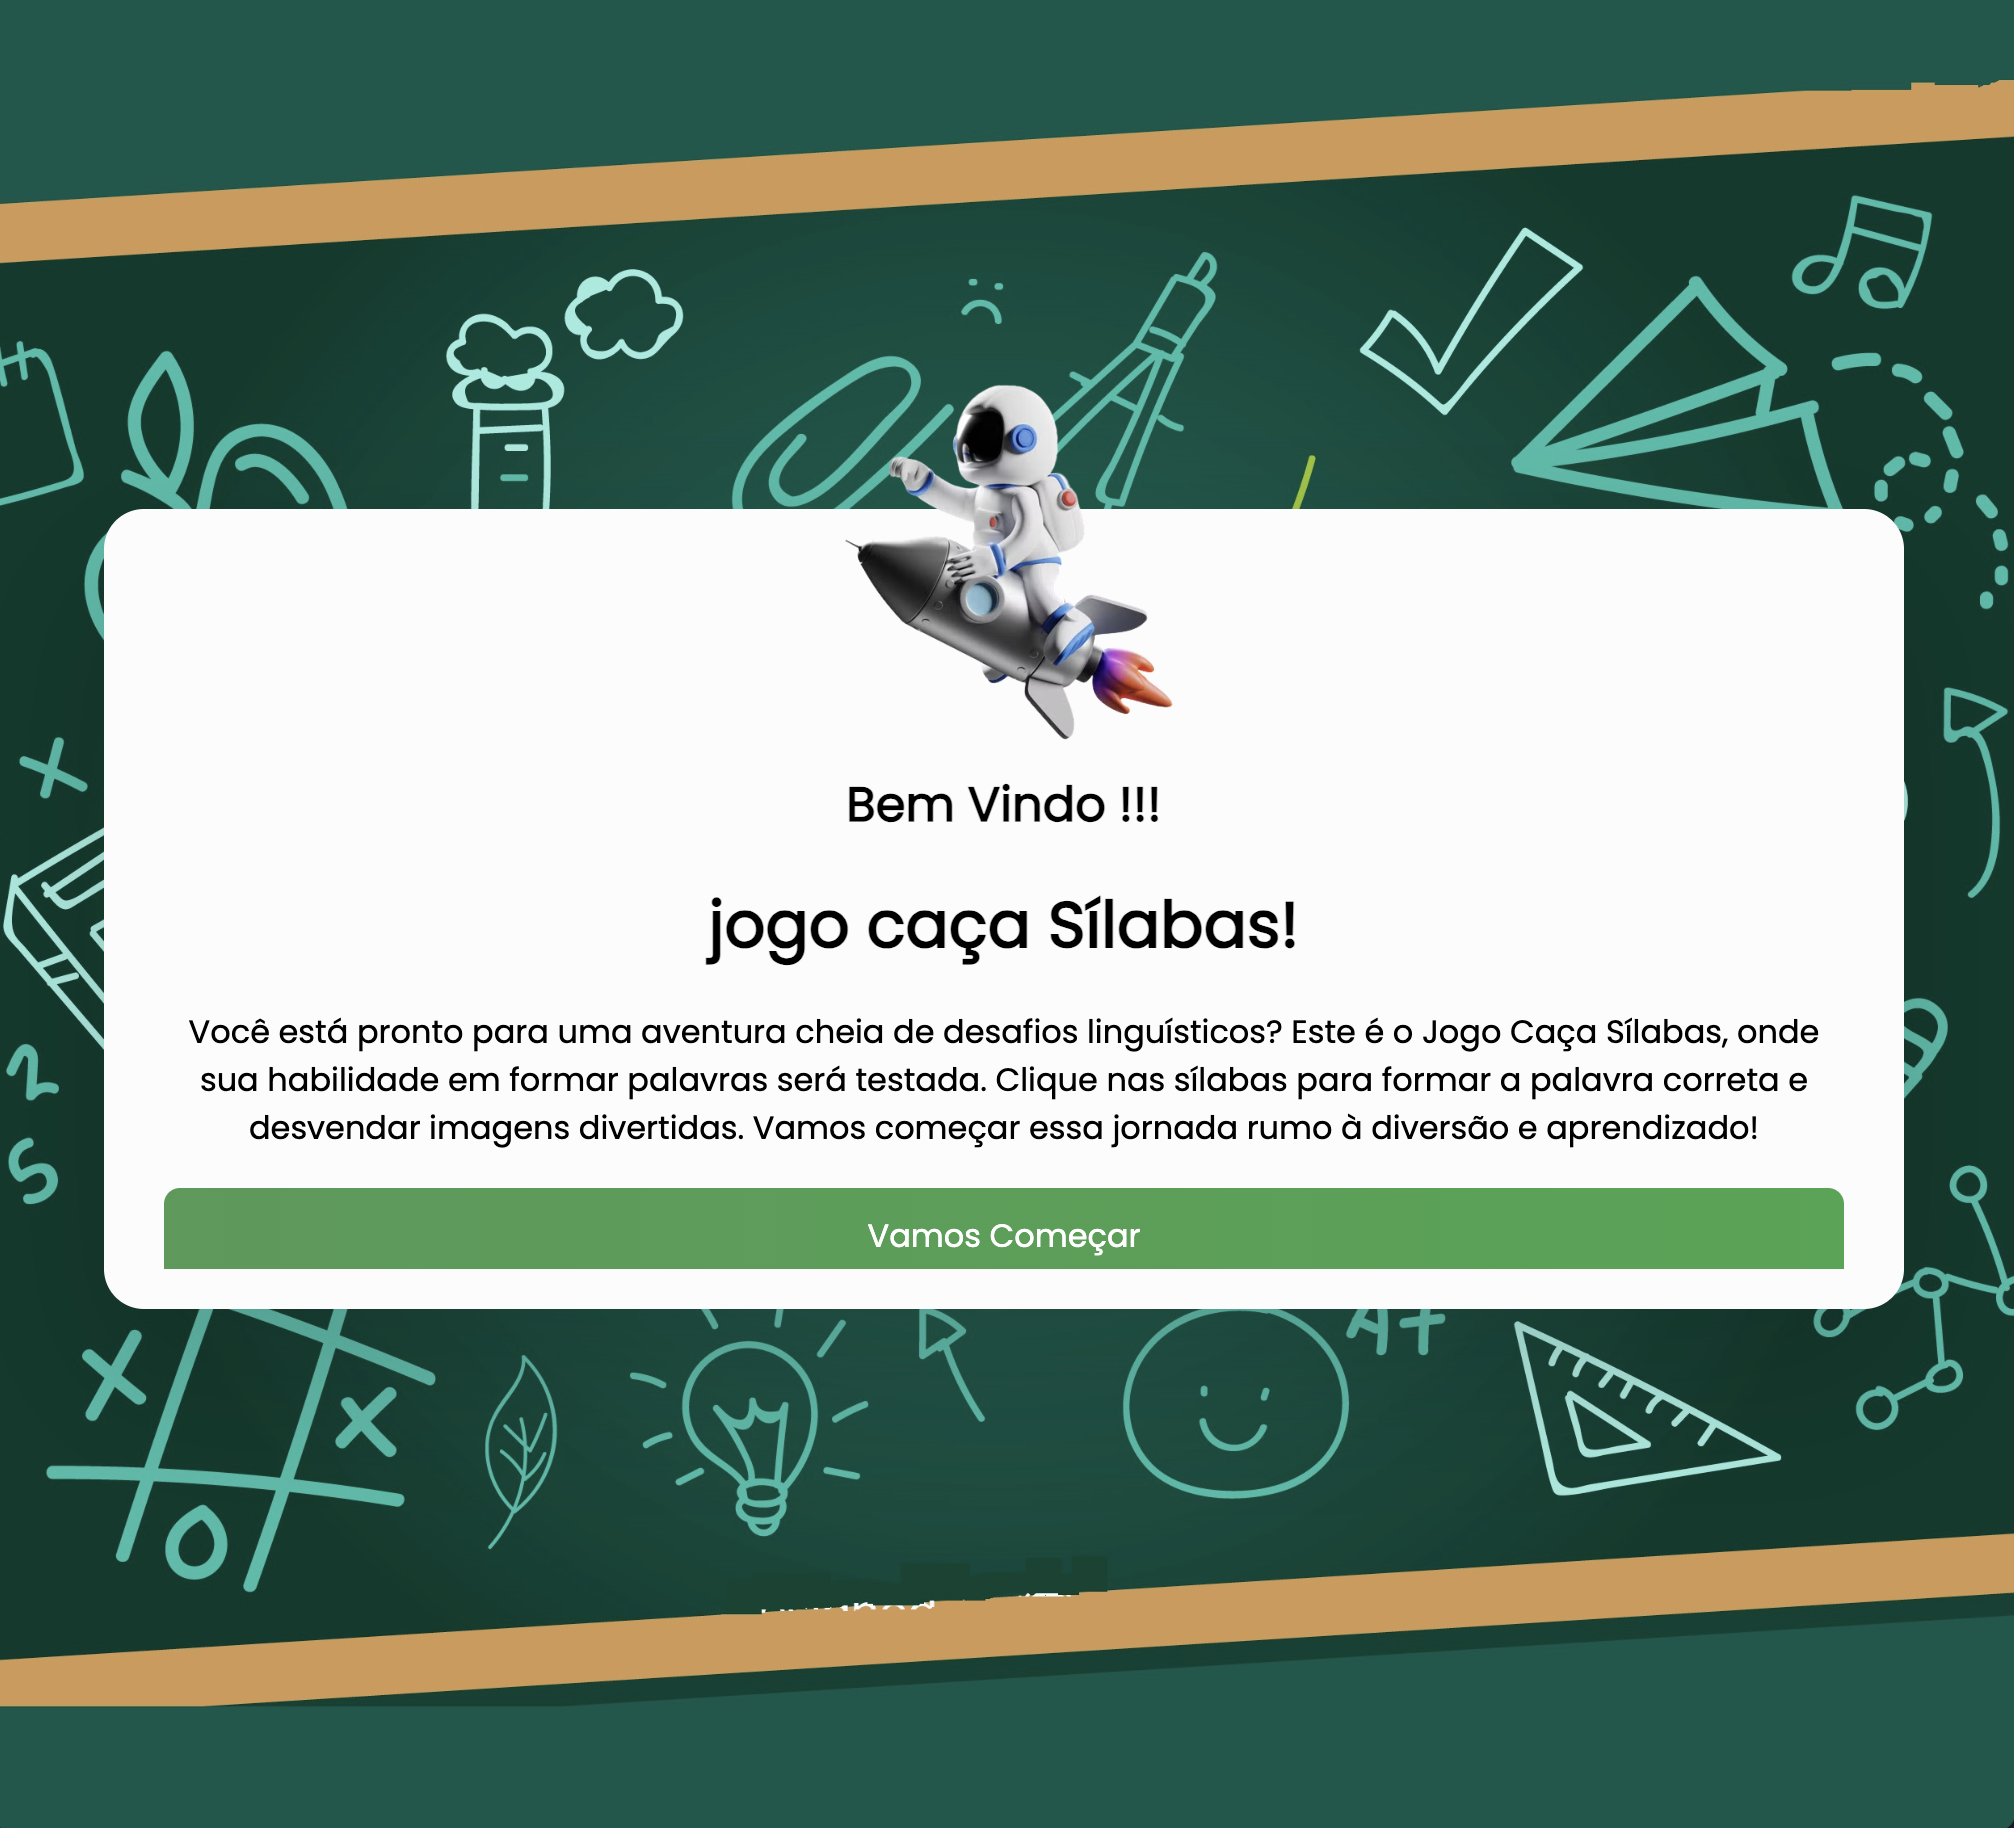 Bem Vindo !!!
jogo caça Sílabas!
Você está pronto para uma aventura cheia de desafios linguísticos? Este é o Jogo Caça Sílabas, onde
sua habilidade em formar palavras será testada. Clique nas sílabas para formar a palavra correta e
desvendar imagens divertidas. Vamos começar essa jornada rumo à diversão e aprendizado!
Vamos Começar
2
5
A+